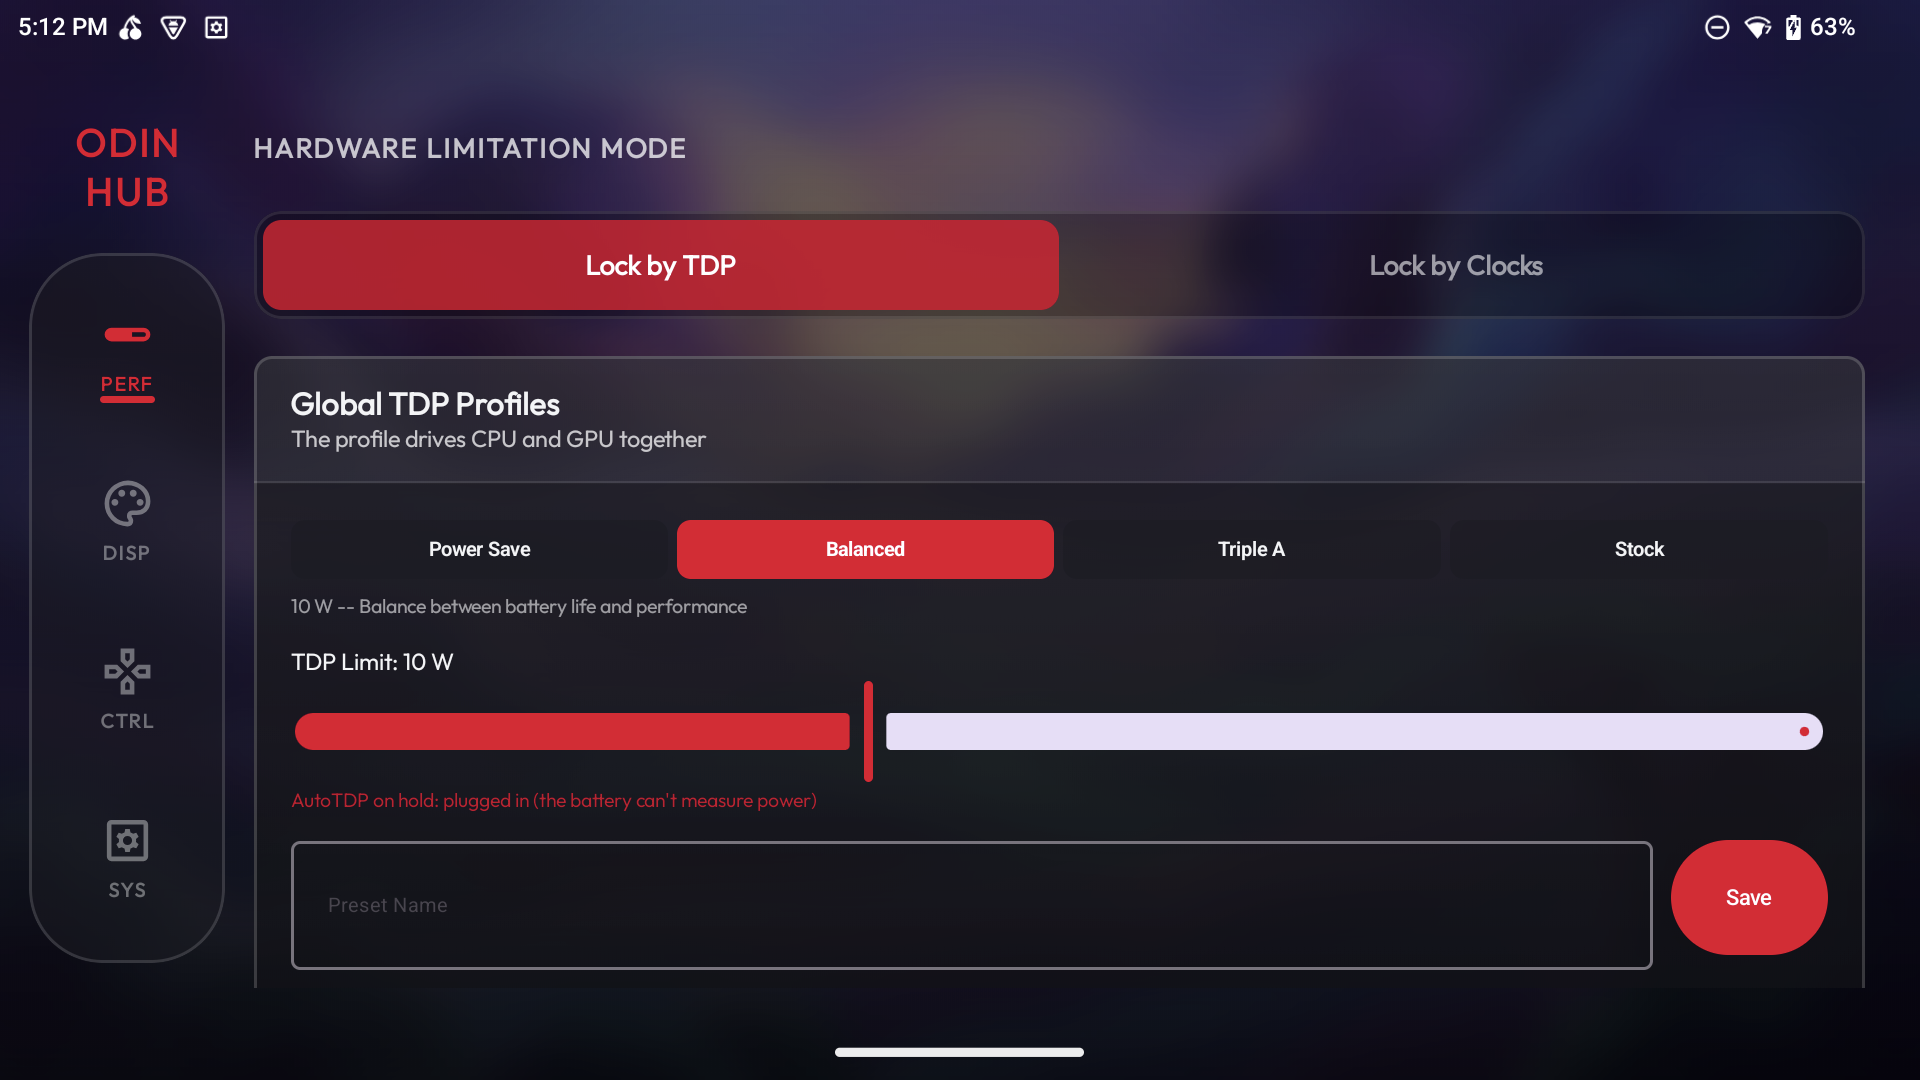 5:12 PM
63%
ODIN
HUB
HARDWARE LIMITATION MODE
Lock by TDP
Lock by Clocks
PERF
DISP
CTRL
SYS
Global TDP Profiles
The profile drives CPU and GPU together
Power Save
Balanced
Triple A
Stock
10 W -- Balance between battery life and performance
TDP Limit: 10 W
AutoTDP on hold: plugged in (the battery can't measure power)
Preset Name
Save